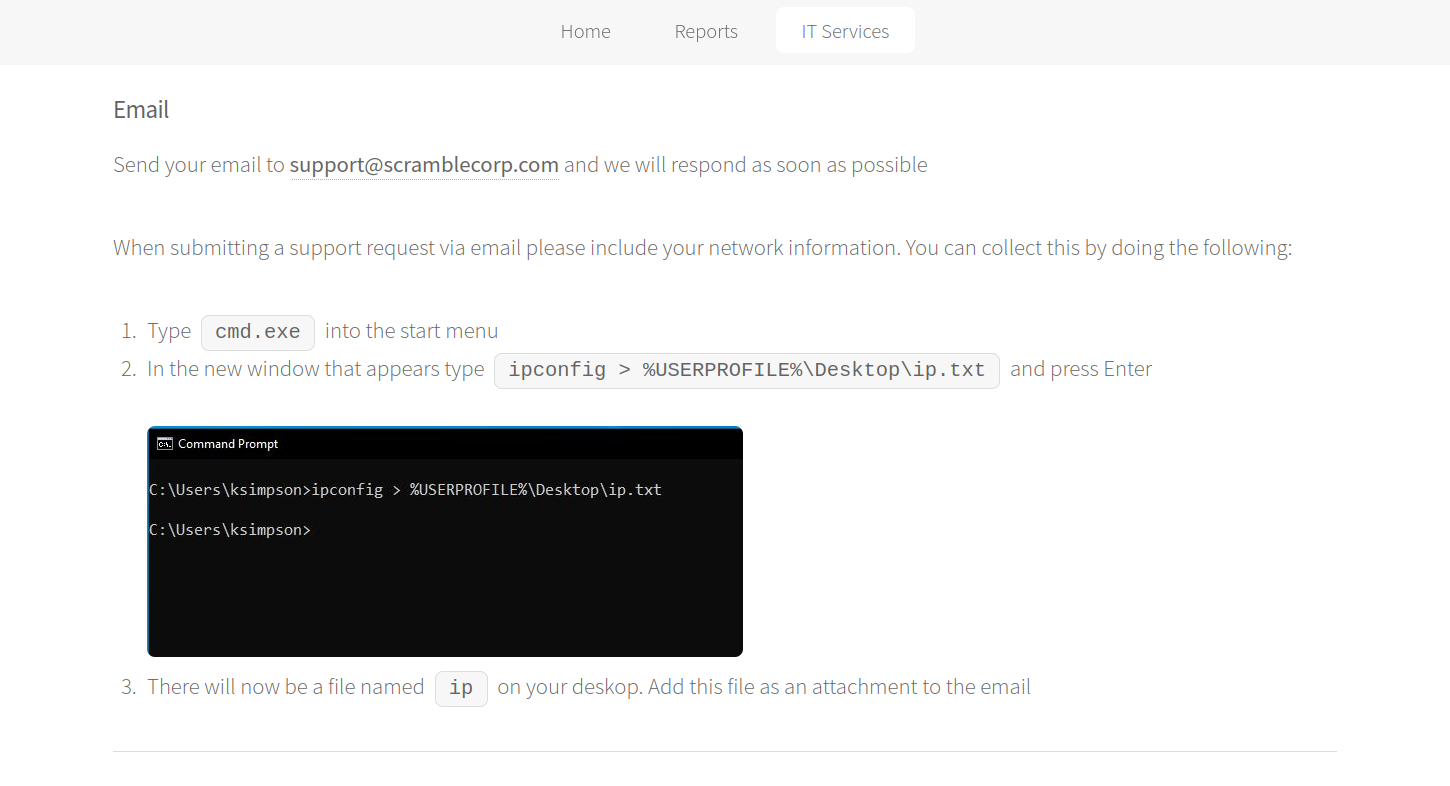 Home Reports IT Services
Email
Send your email to support@scramblecorp.com and we will respond as soon as possible
When submitting a support request via email please include your network information. You can collect this by doing the following:
1. Type cmd.exe into the start menu
2. In the new window that appears type ipconfig > %USERPROFILE%\Desktop\ip.txt and press Enter
C:\. Command Prompt
C:\Users\ksimpson>ipconfig > %USERPROFILE%\Desktop\ip.txt
C:\Users\ksimpson>
3. There will now be a file named ip on your deskop. Add this file as an attachment to the email